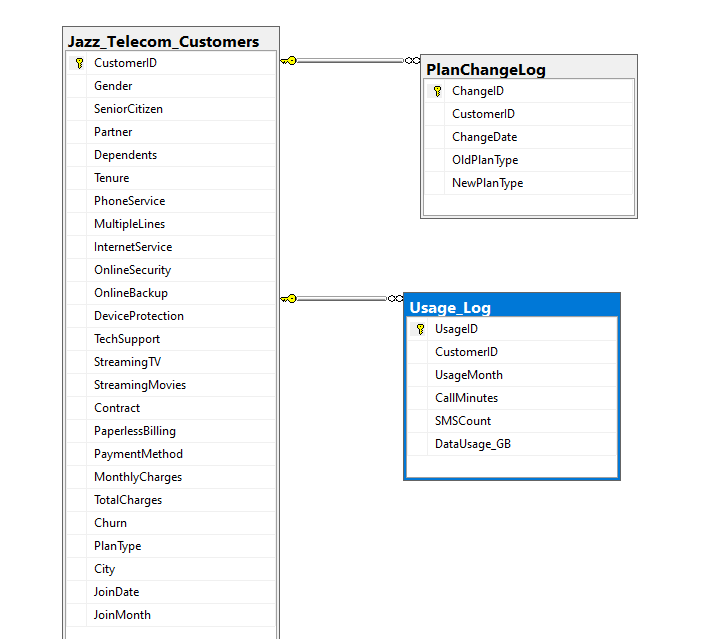 Jazz_Telecom_Customers
CustomerID
Gender
SeniorCitizen
Partner
Dependents
Tenure
PhoneService
MultipleLines
InternetService
OnlineSecurity
OnlineBackup
DeviceProtection
TechSupport
StreamingTV
StreamingMovies
Contract
PaperlessBilling
PaymentMethod
MonthlyCharges
TotalCharges
Churn
PlanType
City
JoinDate
JoinMonth
PlanChangeLog
ChangeID
CustomerID
ChangeDate
OldPlanType
NewPlanType
Usage_Log
UsageID
CustomerID
UsageMonth
CallMinutes
SMSCount
DataUsage_GB